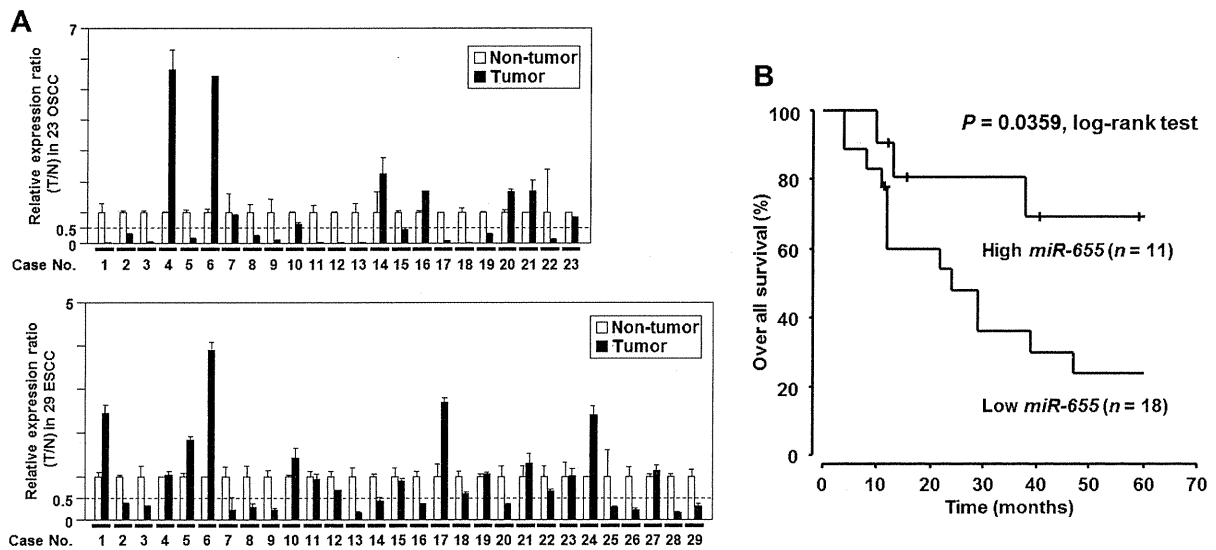 A
Relative expression ratio
(T/N) in 23 OSCC
7
0.5
0
Non-tumor
Tumor
Case No.
1 2 3 4 5 6 7 8 9 10 11 12 13 14 15 16 17 18 19 20 21 22 23
Relative expression ratio
(T/N) in 29 ESCC
5
0.5
0
Non-tumor
Tumor
Case No.
1 2 3 4 5 6 7 8 9 10 11 12 13 14 15 16 17 18 19 20 21 22 23 24 25 26 27 28 29
B
P = 0.0359, log-rank test
Over all survival (%)
100
80
60
40
20
0
High miR-655 (n = 11)
Low miR-655 (n = 18)
0 10 20 30 40 50 60 70
Time (months)